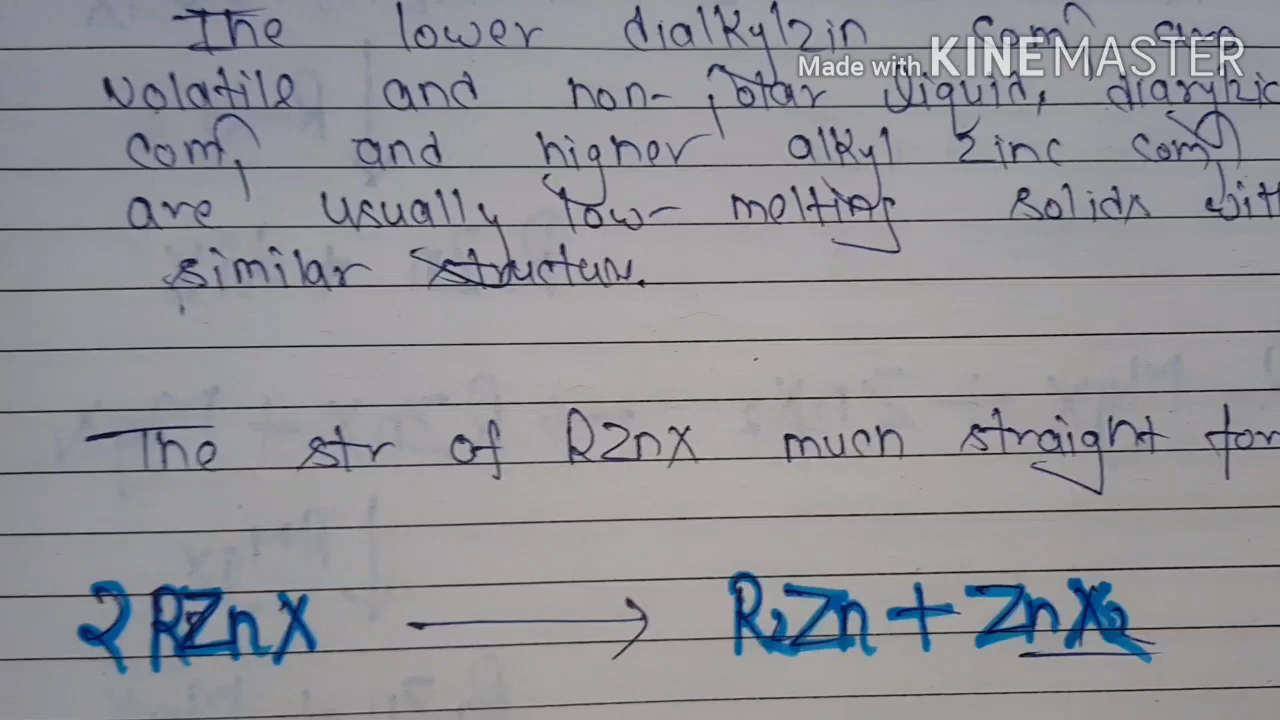 The lower dialkylzin com
Made with KINEMASTER
volatile and non-polar liquid, diarylzic
com and higher alkyl zinc com
are usually low-melting solids wit
similar structure.
The str of RZnX much straight for
2RZnX → R₂Zn + ZnX₂